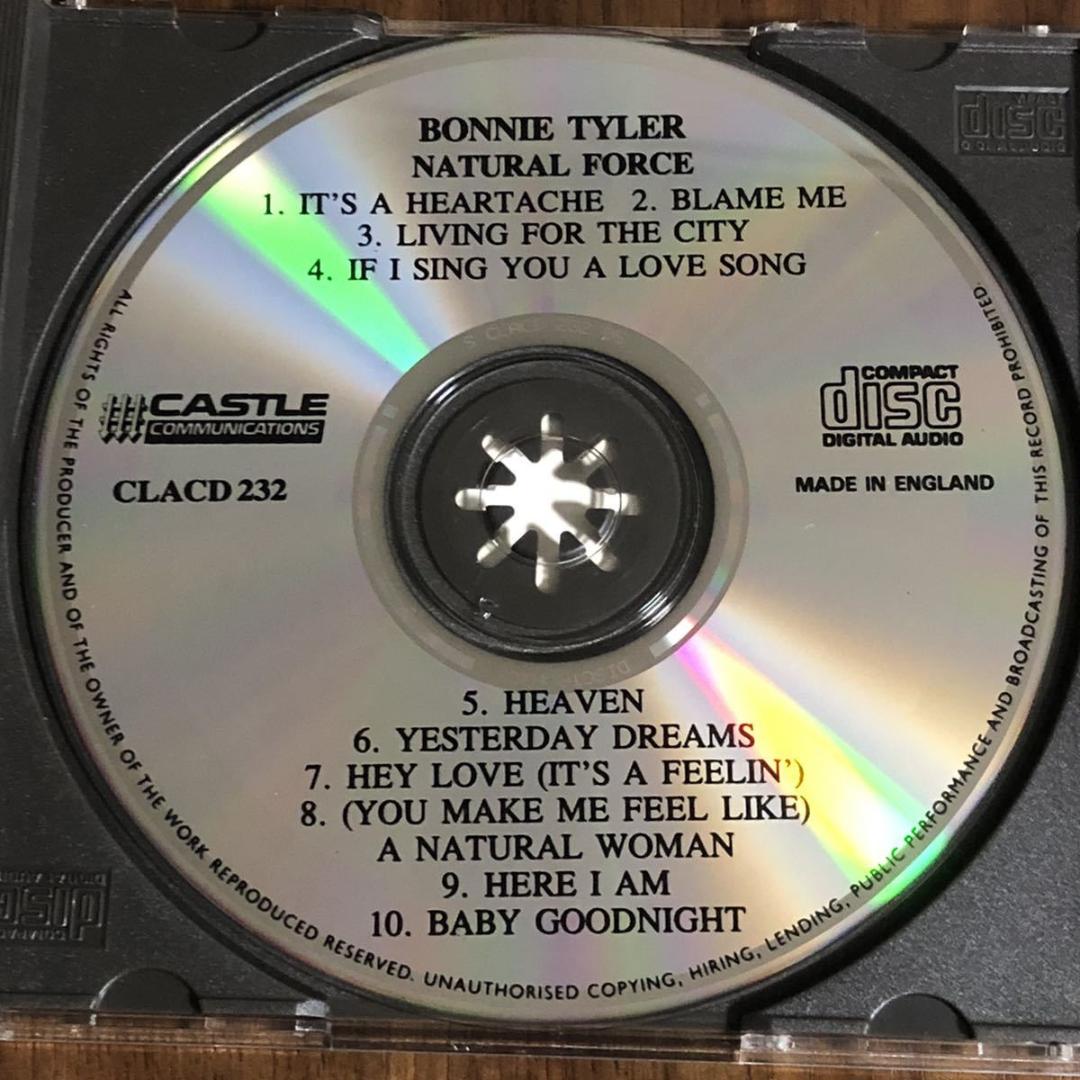 BONNIE TYLER
NATURAL FORCE
1. IT'S A HEARTACHE 2. BLAME ME
3. LIVING FOR THE CITY
4. IF I SING YOU A LOVE SONG
CASTLE
COMMUNICATIONS
CLACD 232
COMPACT
disc
DIGITAL AUDIO
MADE IN ENGLAND
5. HEAVEN
6. YESTERDAY DREAMS
7. HEY LOVE (IT'S A FEELIN')
8. (YOU MAKE ME FEEL LIKE)
A NATURAL WOMAN
9. HERE I AM
10. BABY GOODNIGHT
ALL RIGHTS OF THE PRODUCER AND OF THE OWNER OF THE WORK REPRODUCED RESERVED. UNAUTHORISED COPYING, HIRING, LENDING, PUBLIC PERFORMANCE AND BROADCASTING OF THIS RECORD PROHIBITED.
disc
disc